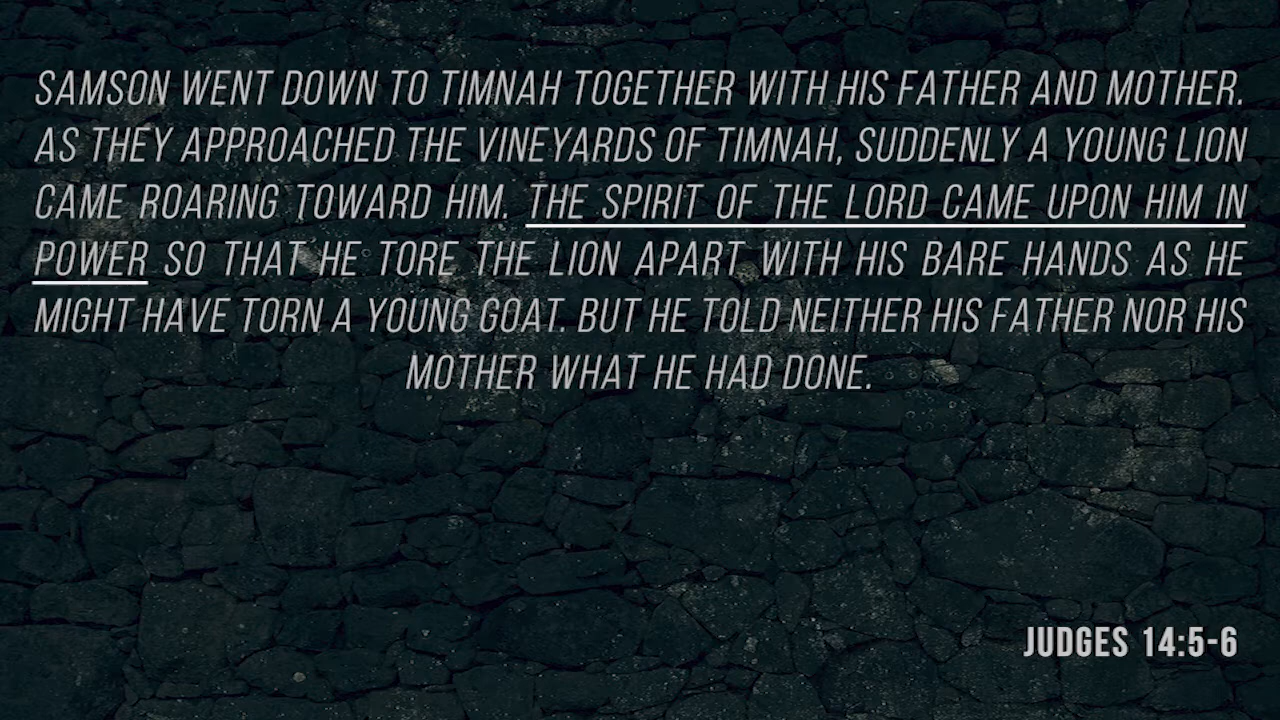 SAMSON WENT DOWN TO TIMNAH TOGETHER WITH HIS FATHER AND MOTHER.
AS THEY APPROACHED THE VINEYARDS OF TIMNAH, SUDDENLY A YOUNG LION
CAME ROARING TOWARD HIM. THE SPIRIT OF THE LORD CAME UPON HIM IN
POWER SO THAT HE TORE THE LION APART WITH HIS BARE HANDS AS HE
MIGHT HAVE TORN A YOUNG GOAT. BUT HE TOLD NEITHER HIS FATHER NOR HIS
MOTHER WHAT HE HAD DONE.
JUDGES 14:5-6